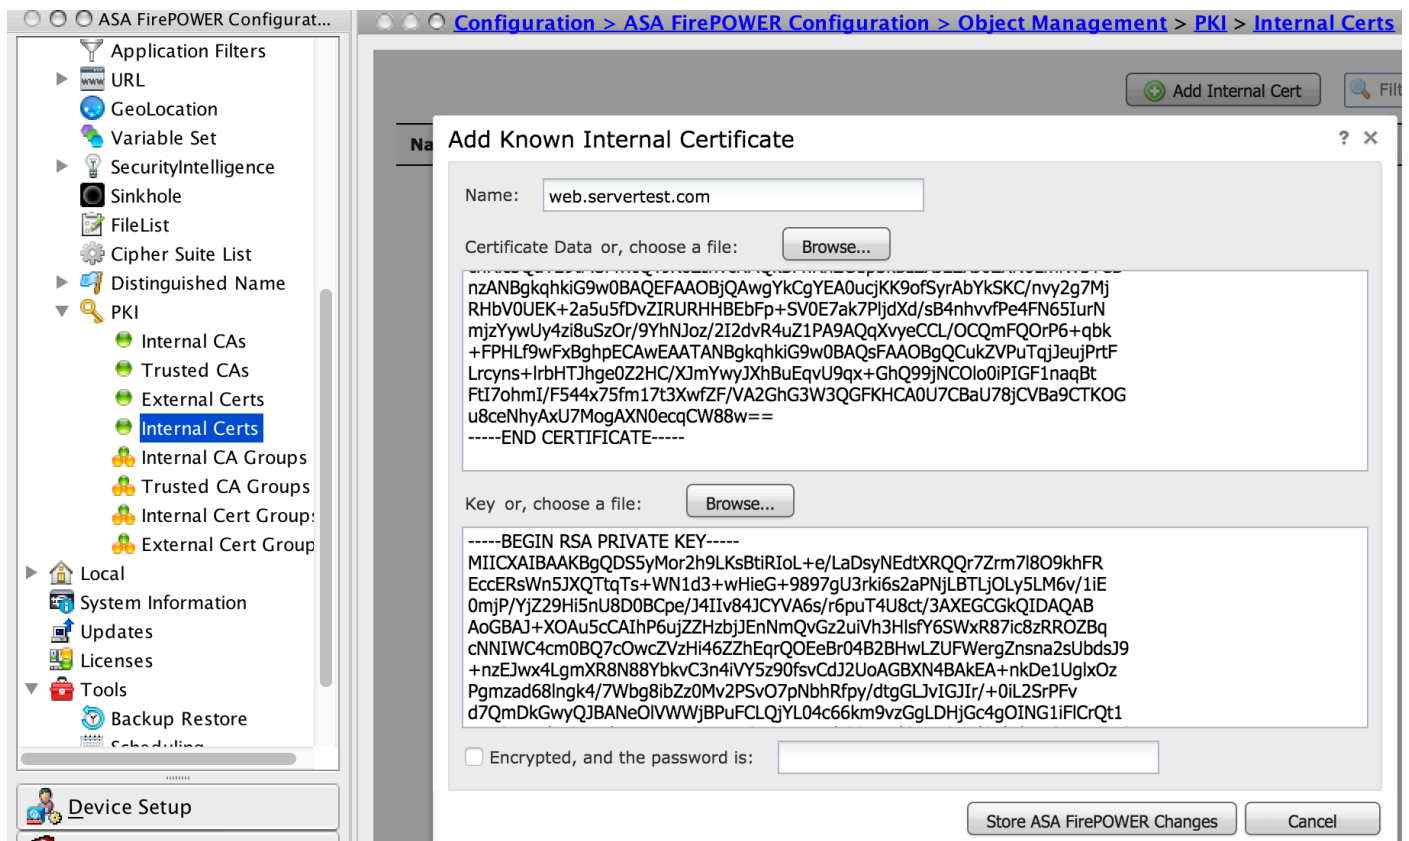 ASA FirePOWER Configurat...
Application Filters
URL
GeoLocation
Variable Set
SecurityIntelligence
Sinkhole
FileList
Cipher Suite List
Distinguished Name
PKI
Internal CAs
Trusted CAs
External Certs
Internal Certs
Internal CA Groups
Trusted CA Groups
Internal Cert Groups
External Cert Group
Local
System Information
Updates
Licenses
Tools
Backup Restore
Scheduling
Device Setup
Configuration > ASA FirePOWER Configuration > Object Management > PKI > Internal Certs
Add Internal Cert
Filt
Na
Add Known Internal Certificate
? ×
Name: web.servertest.com
Certificate Data or, choose a file: Browse...
nzANBgkqhkiG9w0BAQEFAAOBjQAwgYkCgYEA0ucjKK9ofSyrAbYkSKC/nvy2g7Mj
RHbV0UEK+2a5u5fDvZIRURHHBEbFp+SV0E7ak7PljdXd/sB4nhvvfPe4FN65IurN
mjzYywUy4zi8uSzOr/9YhNJoz/2I2dvR4uZ1PA9AQqXvyeCCL/OCQmFQOrP6+qbk
+FPHLf9wFxBghpECAwEAATANBgkqhkiG9w0BAQsFAAOBgQCukZVPuTqjJeujPrtF
Lrcyns+lrbHTJhge0Z2HC/XJmYwyJXhBuEqvU9qx+GhQ99jNCOlo0iPIGF1naqBt
FtI7ohmI/F544x75fm17t3XwfZF/VA2GhG3W3QGFKHCA0U7CBaU78jCVBa9CTKOG
u8ceNhyAxU7MogAXN0ecqCW88w==
-----END CERTIFICATE-----
Key or, choose a file: Browse...
-----BEGIN RSA PRIVATE KEY-----
MIICXAIBAAKBgQDS5yMor2h9LKsBtiRIoL+e/LaDsyNEdtXRQQr7Zrm7l8O9khFR
EccERsWn5JXQTtqTs+WN1d3+wHieG+9897gU3rki6s2aPNjLBTLjOLy5LM6v/1iE
0mjP/YjZ29Hi5nU8D0BCpe/J4IIv84JCYVA6s/r6puT4U8ct/3AXEGCGkQIDAQAB
AoGBAJ+XOAu5cCAIhP6ujZZHzbjJEnNmQvGz2uiVh3HlsfY6SWxR87ic8zRROZBq
cNNIWC4cm0BQ7cOwcZVzHi46ZZhEqrQOEeBr04B2BHwLZUFWergZnsna2sUbdsJ9
+nzEJwx4LgmXR8N88YbkvC3n4iVY5z90fsvCdJ2UoAGBXN4BAkEA+nkDe1UglxOz
Pgmzad68lngk4/7Wbg8ibZz0Mv2PSvO7pNbhRfpy/dtgGLJvIGJIr/+0iL2SrPFv
d7QmDkGwyQJBANeOlVWWjBPuFCLQjYL04c66km9vzGgLDHjGc4gOING1iFlCrQt1
Encrypted, and the password is:
Store ASA FirePOWER Changes
Cancel